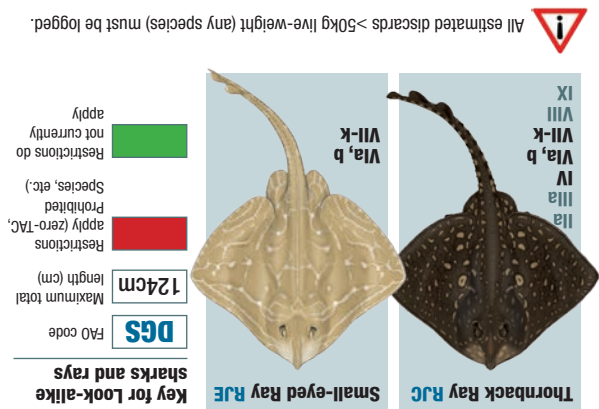 Thornback Ray RJC
IIa
IIIa
IV
VIa, b
VII-k
VIII
IX
Small-eyed Ray RJE
VIa, b
VII-k
Key for Look-alike
sharks and rays
DGS FAO code
124cm Maximum total
length (cm)
Restrictions
apply (zero-TAC,
Prohibited
Species, etc.)
Restrictions do
not currently
apply
i All estimated discards >50kg live-weight (any species) must be logged.